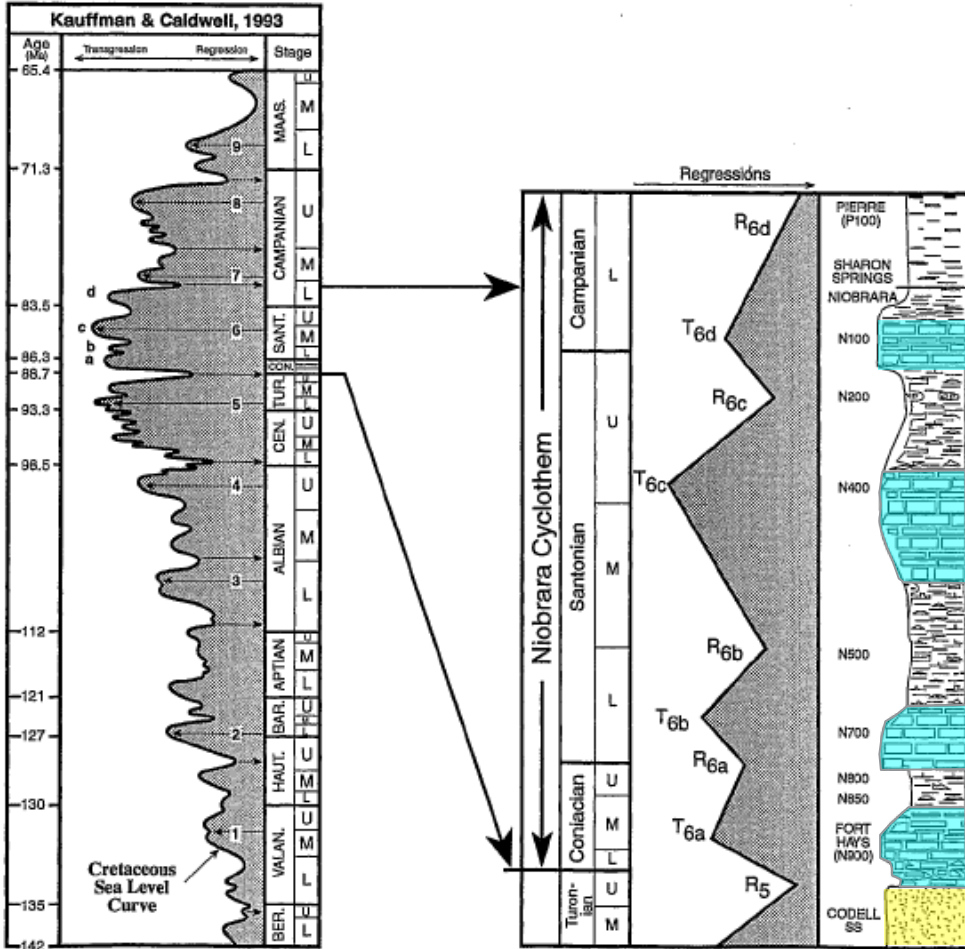 Kauffman & Caldwell, 1993
Age
(Ma)
Transgression
Regression
Stage
65.4
71.3
83.5
86.3
88.7
93.3
96.5
112
121
127
130
135
142
9
8
7
d
c
6
b
a
5
4
3
2
1
Cretaceous
Sea Level
Curve
MAAS.
U
M
L
CAMPANIAN
U
M
L
SANT.
U
M
L
CON.
TUR.
U
M
L
CEN.
U
M
L
ALBIAN
U
M
L
APTIAN
U
M
L
BAR.
U
M
L
HAUT.
U
M
L
VALAN.
U
M
L
BER.
U
L
Regressións
Niobrara Cyclothem
Campanian
L
Santonian
U
M
L
Coniacian
U
M
L
Turon-
ian
U
M
R6d
T6d
R6c
T6c
R6b
T6b
R6a
T6a
R5
PIERRE
(P100)
SHARON
SPRINGS
NIOBRARA
N100
N200
N400
N500
N700
N800
N850
FORT
HAYS
(N900)
CODELL
SS